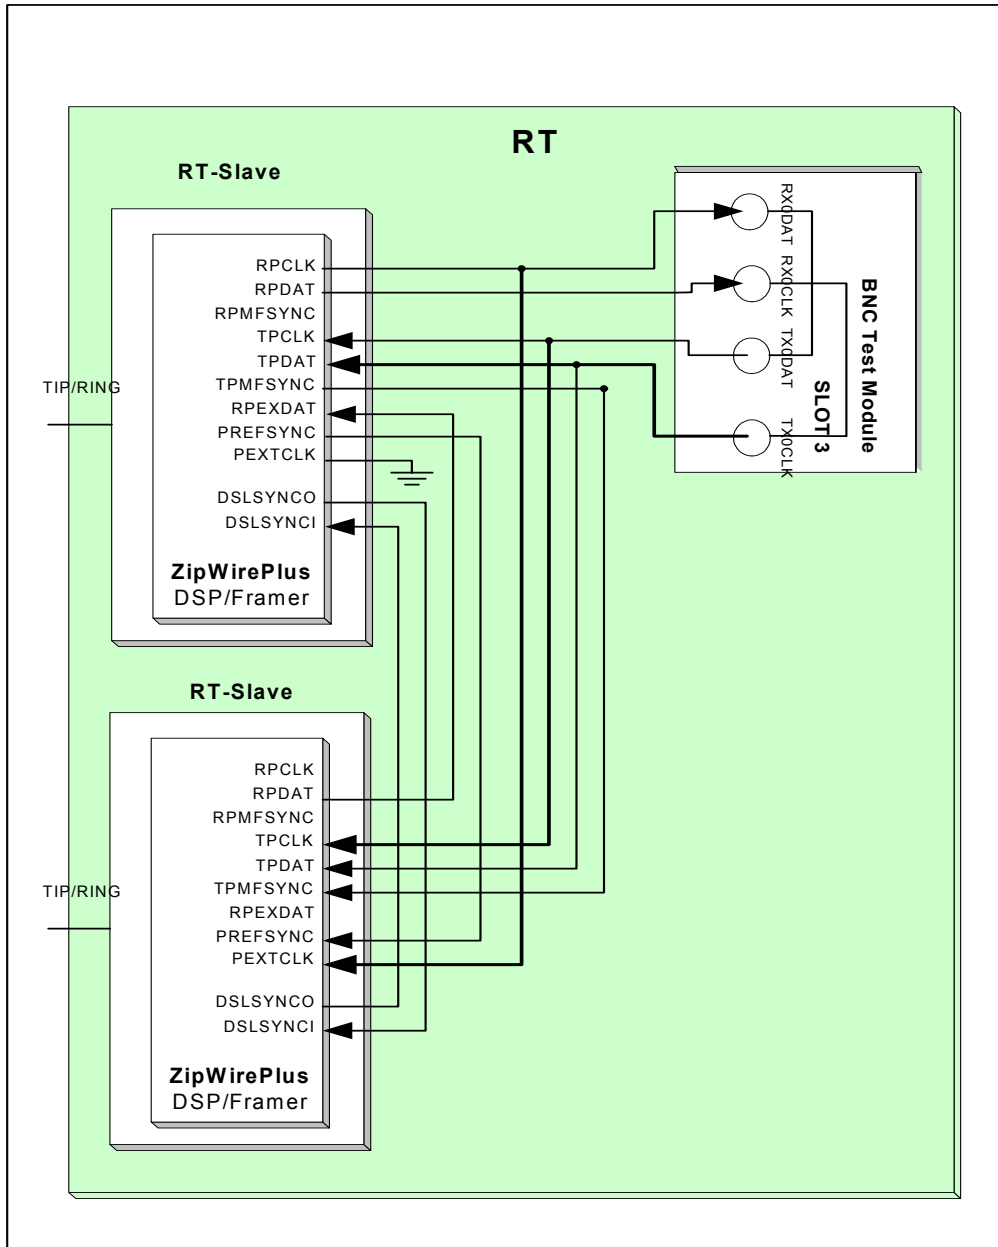 RT
RT-Slave
RPCLK
RPDAT
RPMFSYNC
TPCLK
TPDAT
TPMFSYNC
RPEXDAT
PREFSYNC
PEXTCLK
DSLSYNCO
DSLSYNCI
ZipWirePlus
DSP/Framer
TIP/RING
RX0DAT
RX0CLK
TX0DAT
TX0CLK
BNC Test Module
SLOT 3
RT-Slave
RPCLK
RPDAT
RPMFSYNC
TPCLK
TPDAT
TPMFSYNC
RPEXDAT
PREFSYNC
PEXTCLK
DSLSYNCO
DSLSYNCI
ZipWirePlus
DSP/Framer
TIP/RING